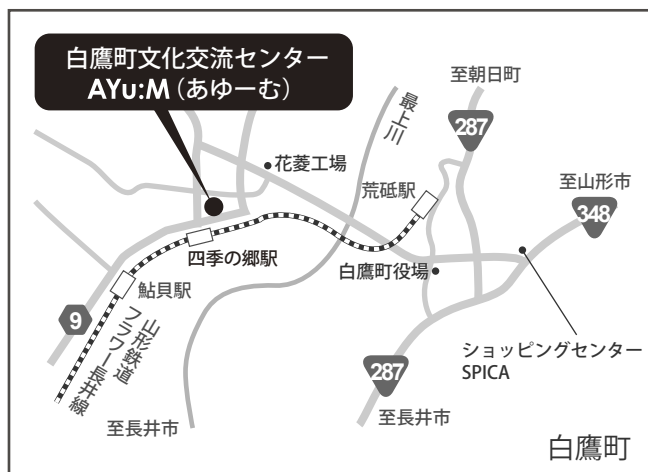 白鷹町文化交流センター
AYu:M（あゆーむ）
至朝日町
287
最上川
花菱工場
荒砥駅
至山形市
348
四季の郷駅
白鷹町役場
鮎貝駅
9
山形鉄道
フラワー長井線
ショッピングセンター
SPICA
287
至長井市
至長井市
白鷹町